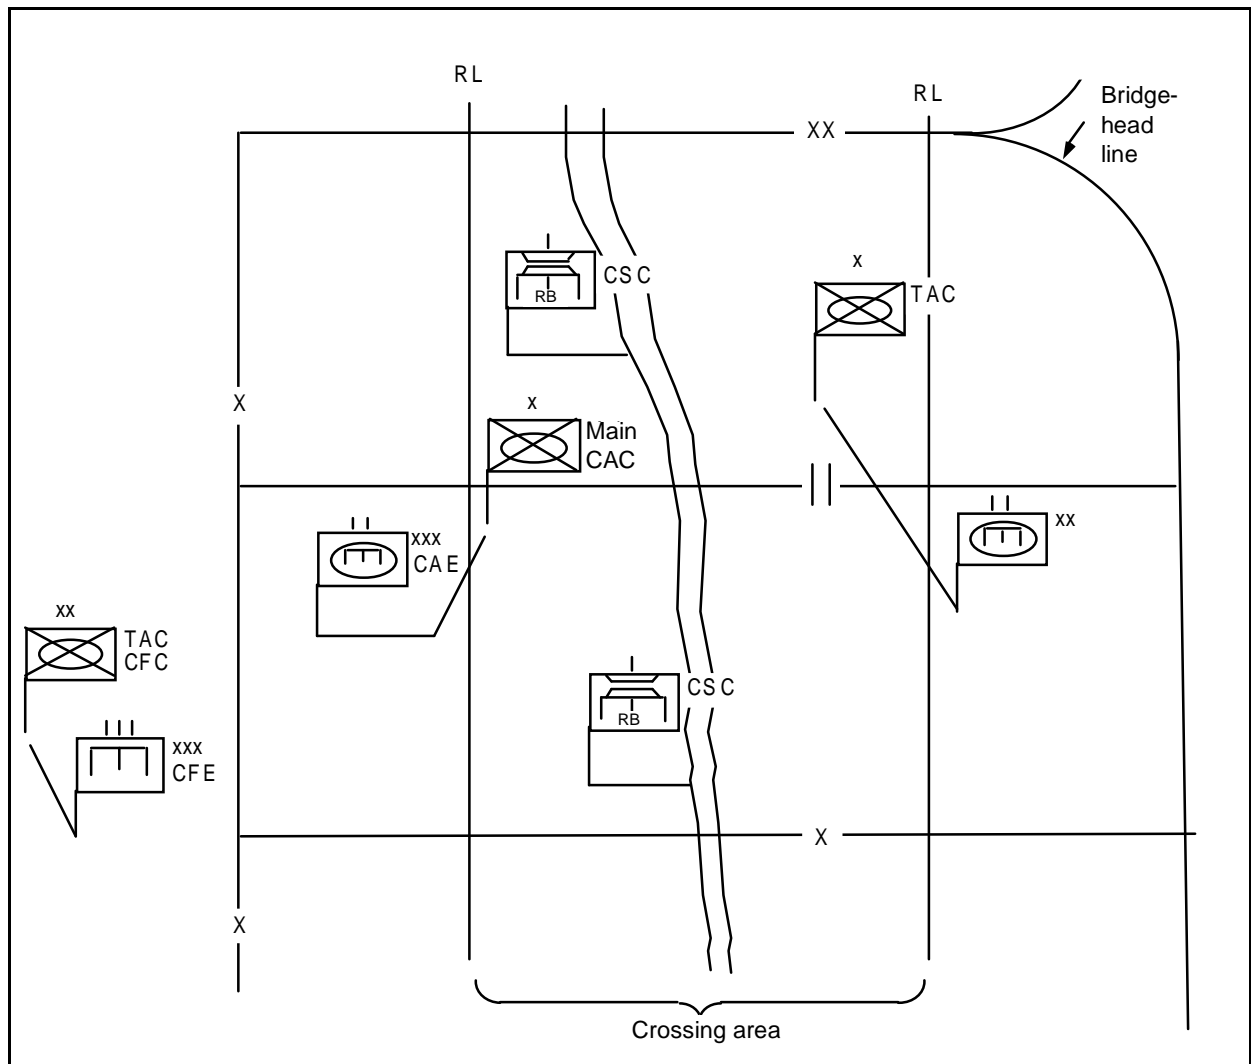 RL
RL
Bridge-
head
line
XX
CSC
RB
x
TAC
X
x
Main
CAC
xxx
CAE
xx
xx
TAC
CFC
CSC
RB
xxx
CFE
X
X
Crossing area